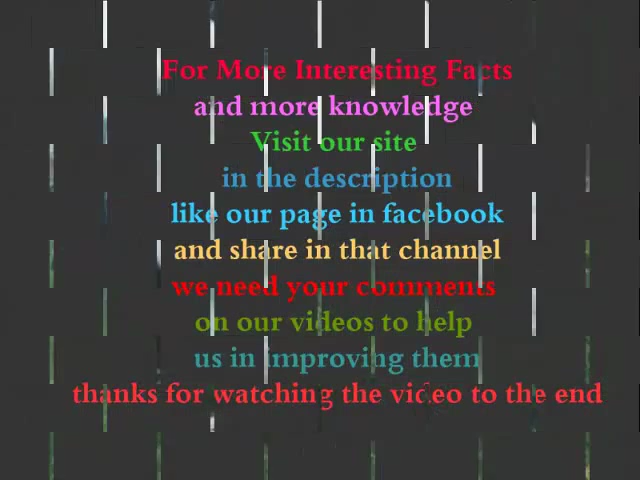 For More Interesting Facts
and more knowledge
Visit our site
in the description
like our page in facebook
and share in that channel
we need your comments
on our videos to help
us in improving them
thanks for watching the video to the end